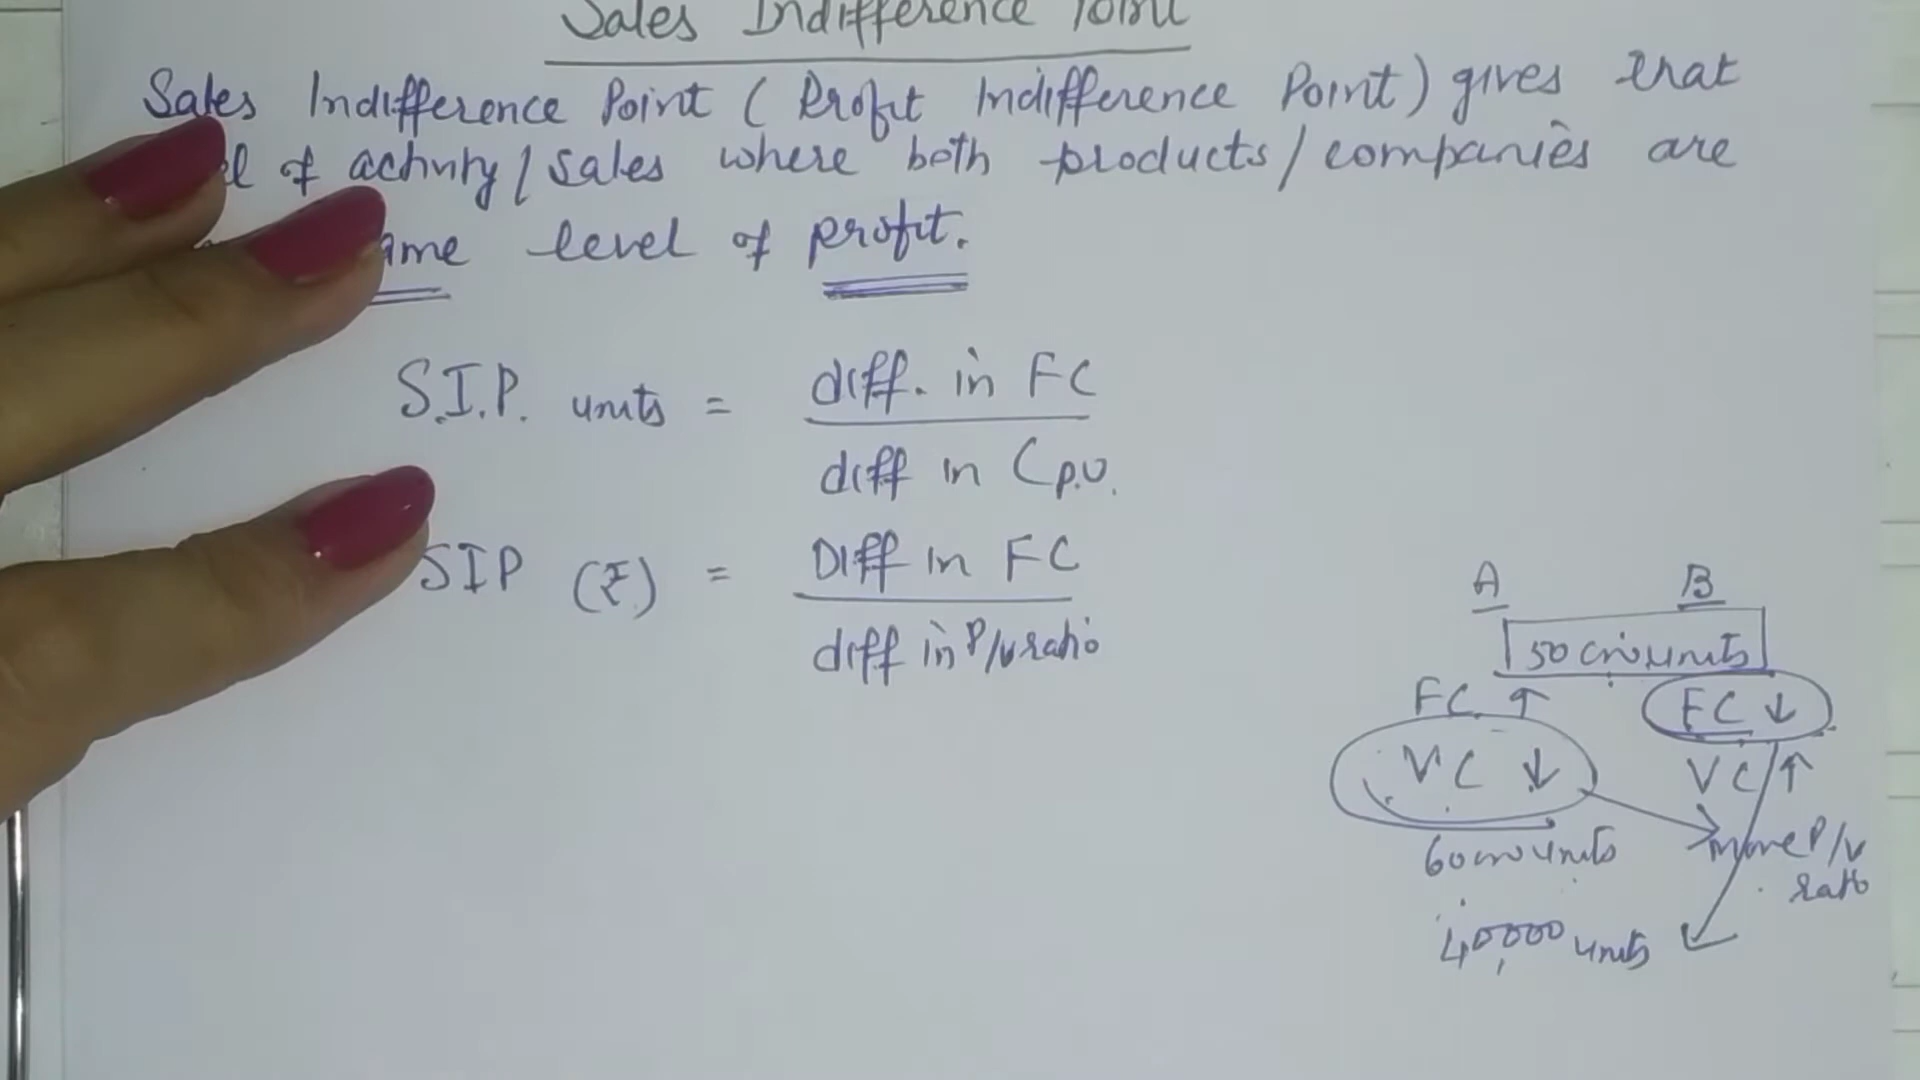 Sales Indifference Point
Sales Indifference Point ( Profit Indifference Point) gives that
of activity / sales where both products / companies are
level of profit.
S.I.P. units = diff. in FC
diff in C p.u.
SIP (₹) = Diff in FC
diff in P/v ratio
A B
50 units
FC ↑ FC ↓
VC ↓ VC ↑
60 units more P/v
ratio
40,000 units